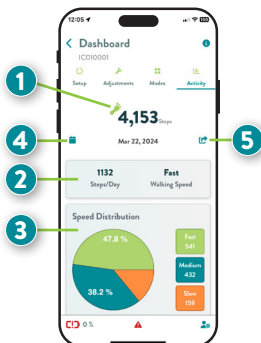 12:05
Dashboard
IC010001
Setup Adjustments Modes Activity
1
4,153 Steps
4 Mar 22, 2024 5
2
1132 Fast
Steps/Day Walking Speed
3
Speed Distribution
47.8 %
38.2 %
Fast
541
Medium
432
Slow
159
0 %